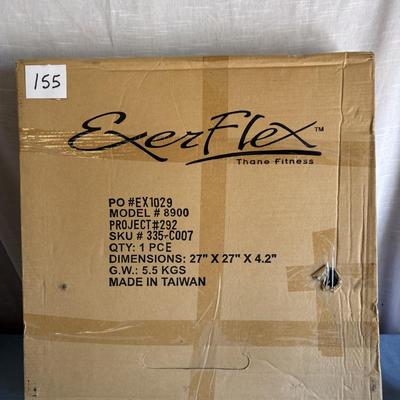 155
ExerFlex™
Thane Fitness
PO #EX1029
MODEL # 8900
PROJECT#292
SKU # 335-C007
QTY: 1 PCE
DIMENSIONS: 27" X 27" X 4.2"
G.W.: 5.5 KGS
MADE IN TAIWAN